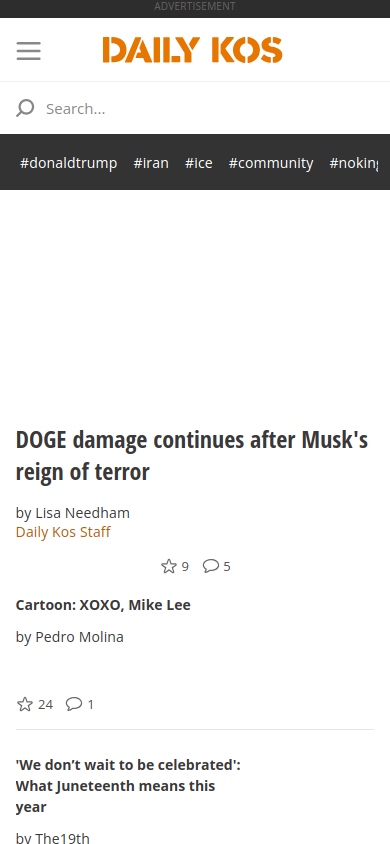 ADVERTISEMENT
DAILY KOS
Search...
#donaldtrump #iran #ice #community #noking
DOGE damage continues after Musk's
reign of terror
by Lisa Needham
Daily Kos Staff
9 5
Cartoon: XOXO, Mike Lee
by Pedro Molina
24 1
'We don’t wait to be celebrated':
What Juneteenth means this
year
by The19th